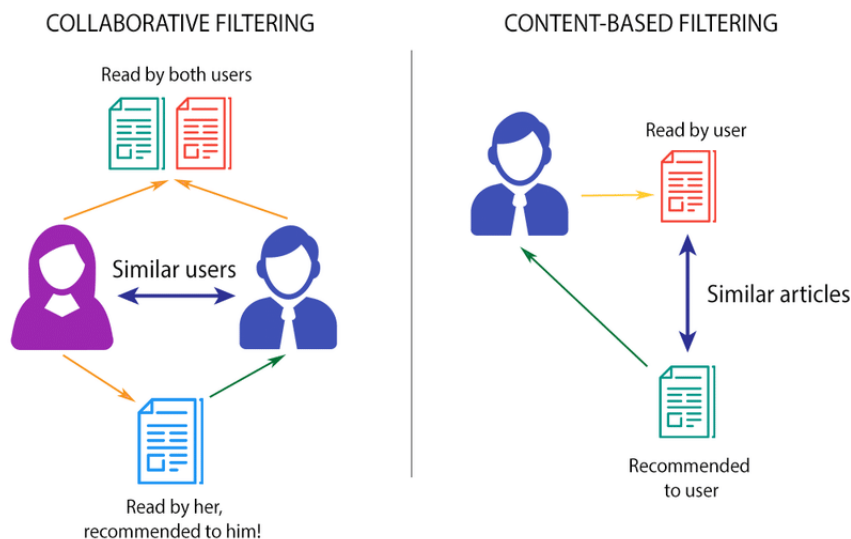 COLLABORATIVE FILTERING
Read by both users
Similar users
Read by her,
recommended to him!
CONTENT-BASED FILTERING
Read by user
Similar articles
Recommended
to user